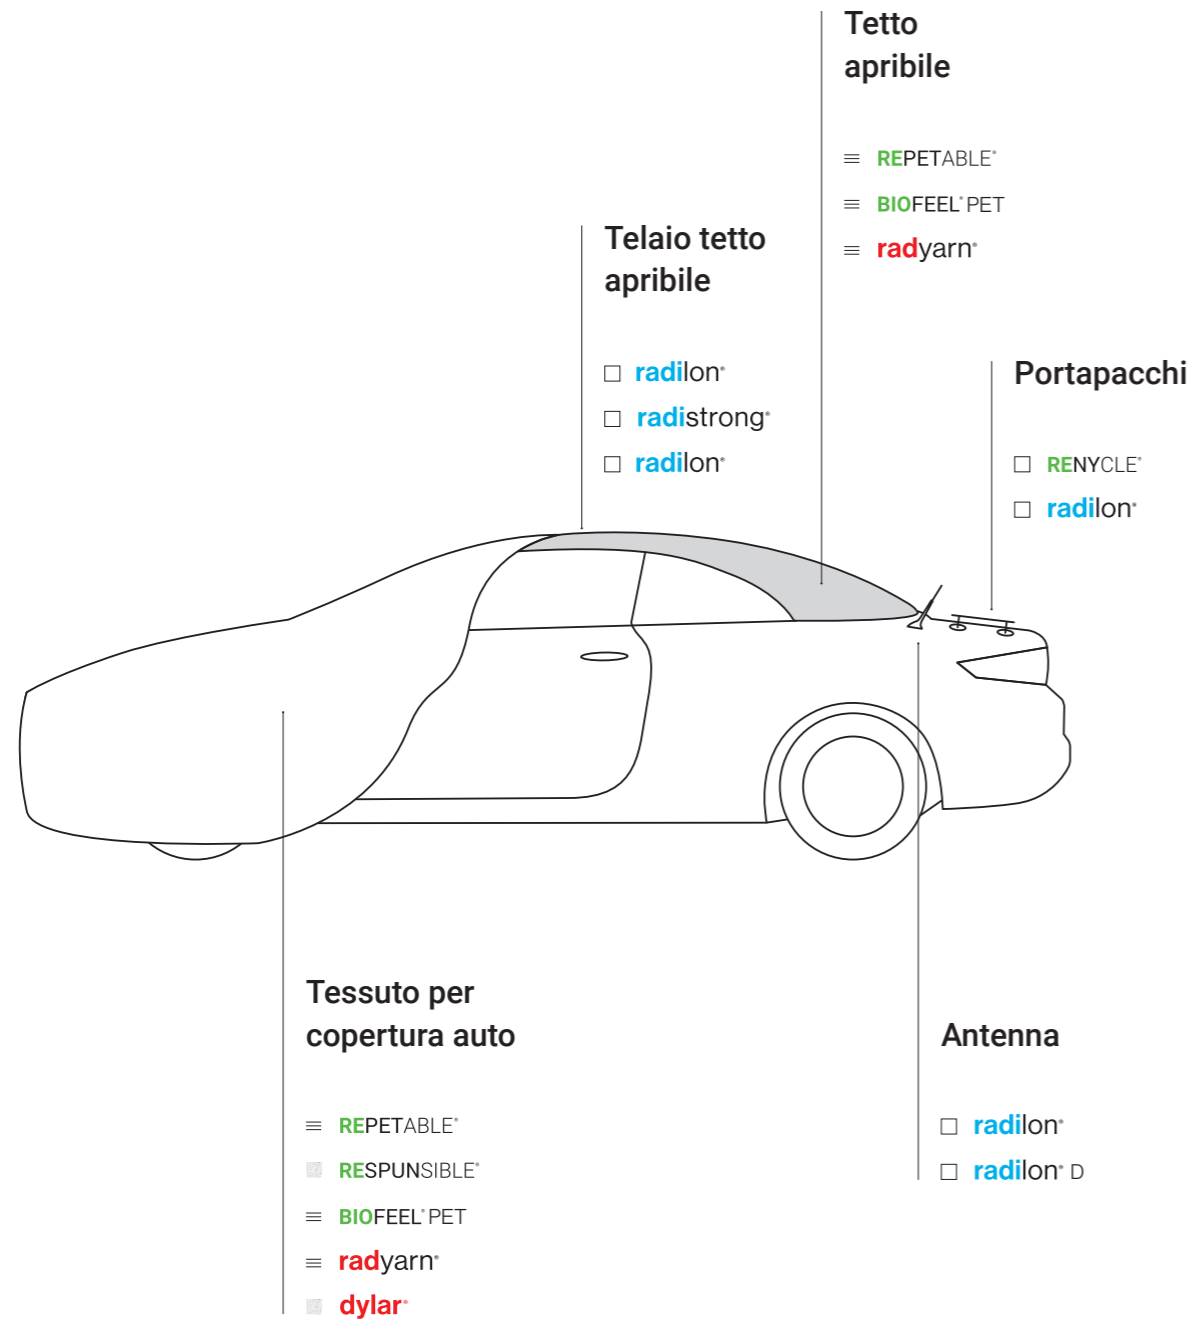 Tetto
apribile
REPETABLE®
BIOFEEL® PET
radyarn®
Telaio tetto
apribile
radilon®
radistrong®
radilon®
Portapacchi
RENYCLE®
radilon®
Tessuto per
copertura auto
REPETABLE®
RESPUNSIBLE®
BIOFEEL® PET
radyarn®
dylar®
Antenna
radilon®
radilon® D